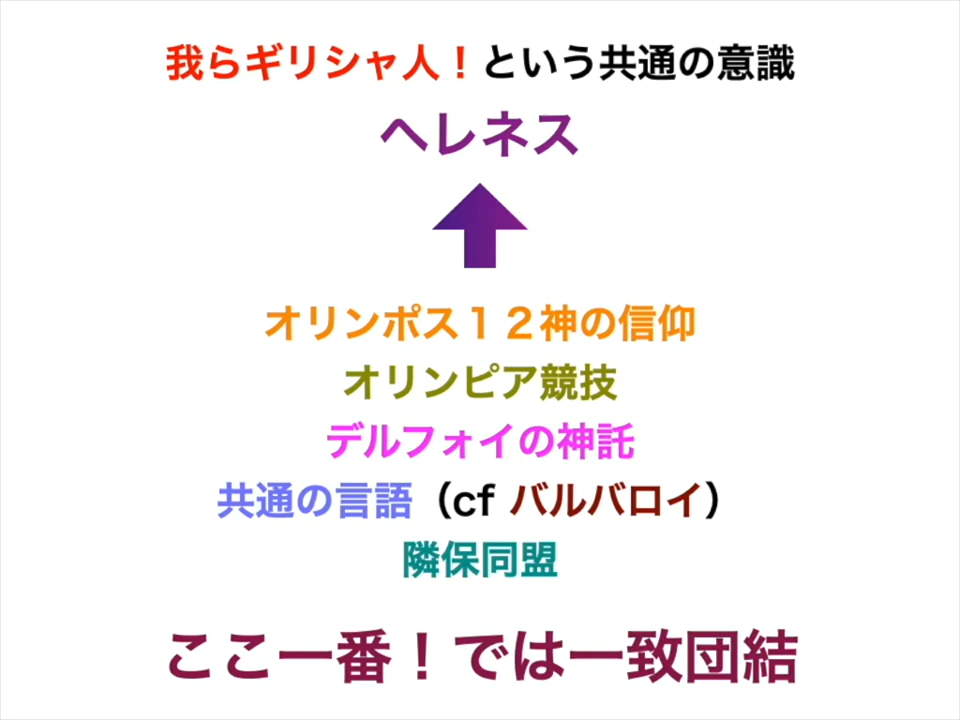 我らギリシャ人！という共通の意識
ヘレネス
オリンポス１２神の信仰
オリンピア競技
デルフォイの神託
共通の言語（cf バルバロイ）
隣保同盟
ここ一番！では一致団結